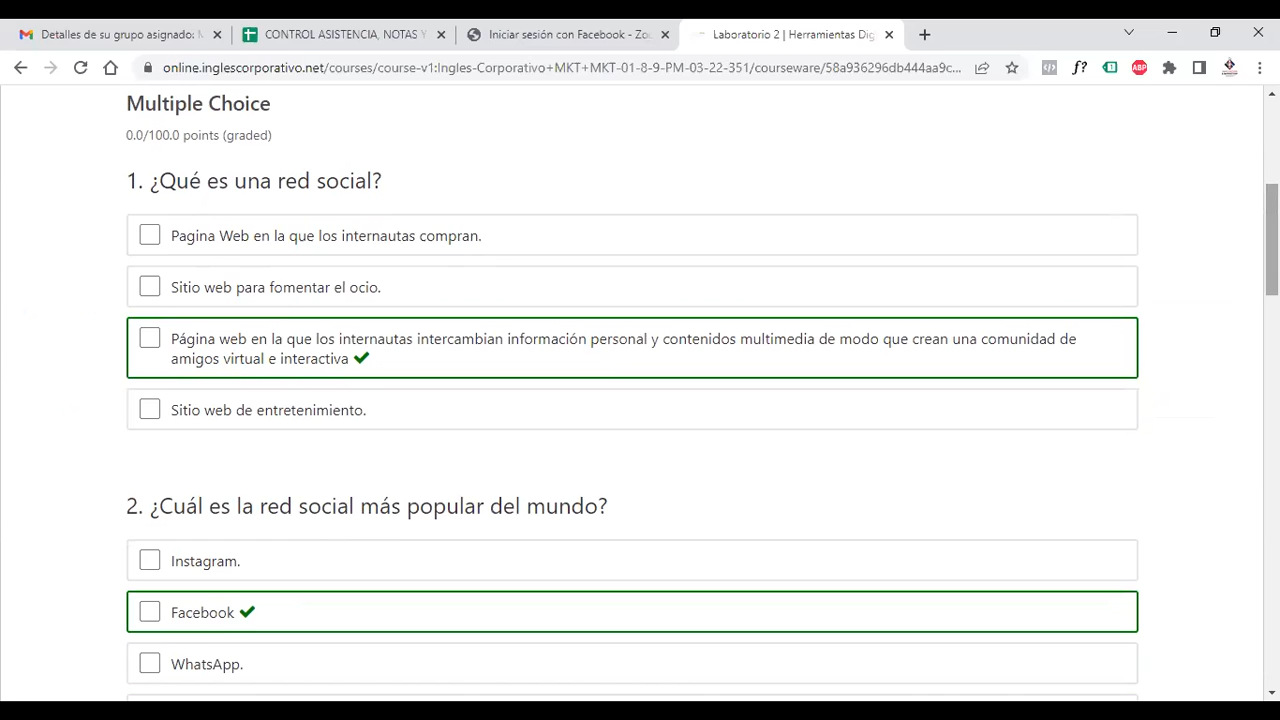 Detalles de su grupo asignado: M
CONTROL ASISTENCIA, NOTAS Y
Iniciar sesión con Facebook - Zo
Laboratorio 2 | Herramientas Dig
online.inglescorporativo.net/courses/course-v1:Ingles-Corporativo+MKT+MKT-01-8-9-PM-03-22-351/courseware/58a936296db444aa9c...
f?
ABP
Multiple Choice
0.0/100.0 points (graded)
1. ¿Qué es una red social?
Pagina Web en la que los internautas compran.
Sitio web para fomentar el ocio.
Página web en la que los internautas intercambian información personal y contenidos multimedia de modo que crean una comunidad de
amigos virtual e interactiva
Sitio web de entretenimiento.
2. ¿Cuál es la red social más popular del mundo?
Instagram.
Facebook
WhatsApp.